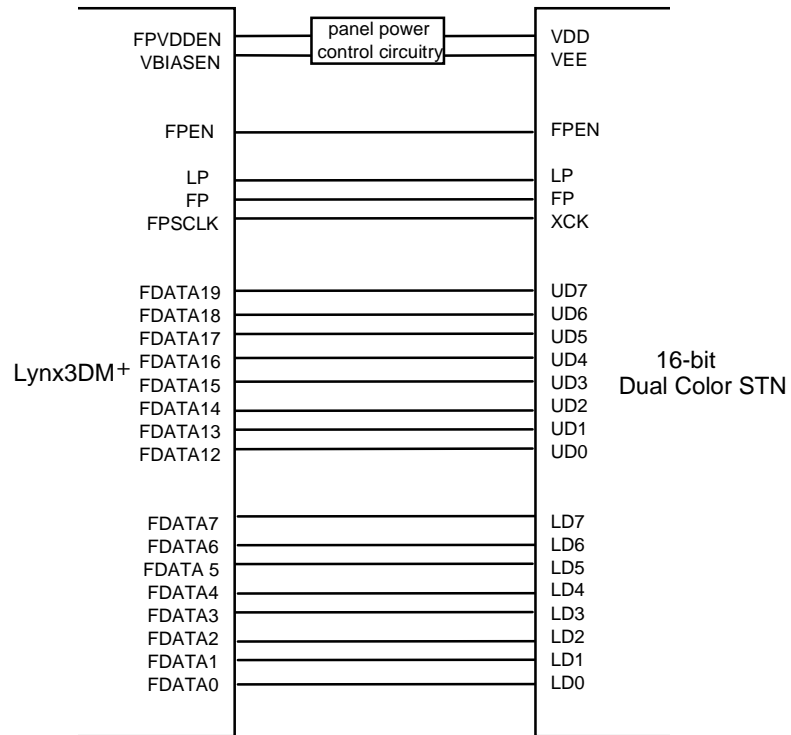 FPVDDEN panel power VDD
VBIASEN control circuitry VEE
FPEN FPEN
LP LP
FP FP
FPSCLK XCK
FDATA19 UD7
FDATA18 UD6
FDATA17 UD5
Lynx3DM+ FDATA16 UD4 16-bit
FDATA15 UD3 Dual Color STN
FDATA14 UD2
FDATA13 UD1
FDATA12 UD0
FDATA7 LD7
FDATA6 LD6
FDATA 5 LD5
FDATA4 LD4
FDATA3 LD3
FDATA2 LD2
FDATA1 LD1
FDATA0 LD0